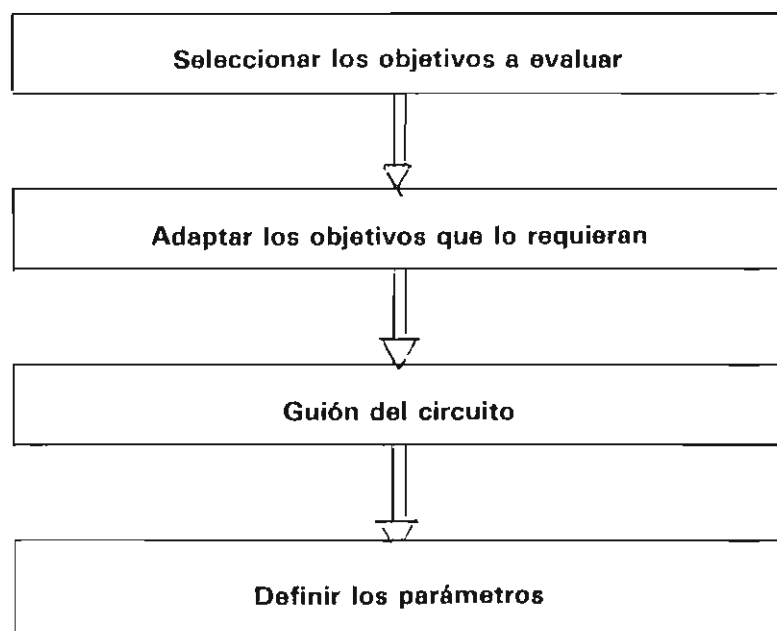 Seleccionar los objetivos a evaluar
Adaptar los objetivos que lo requieran
Guión del circuito
Definir los parámetros